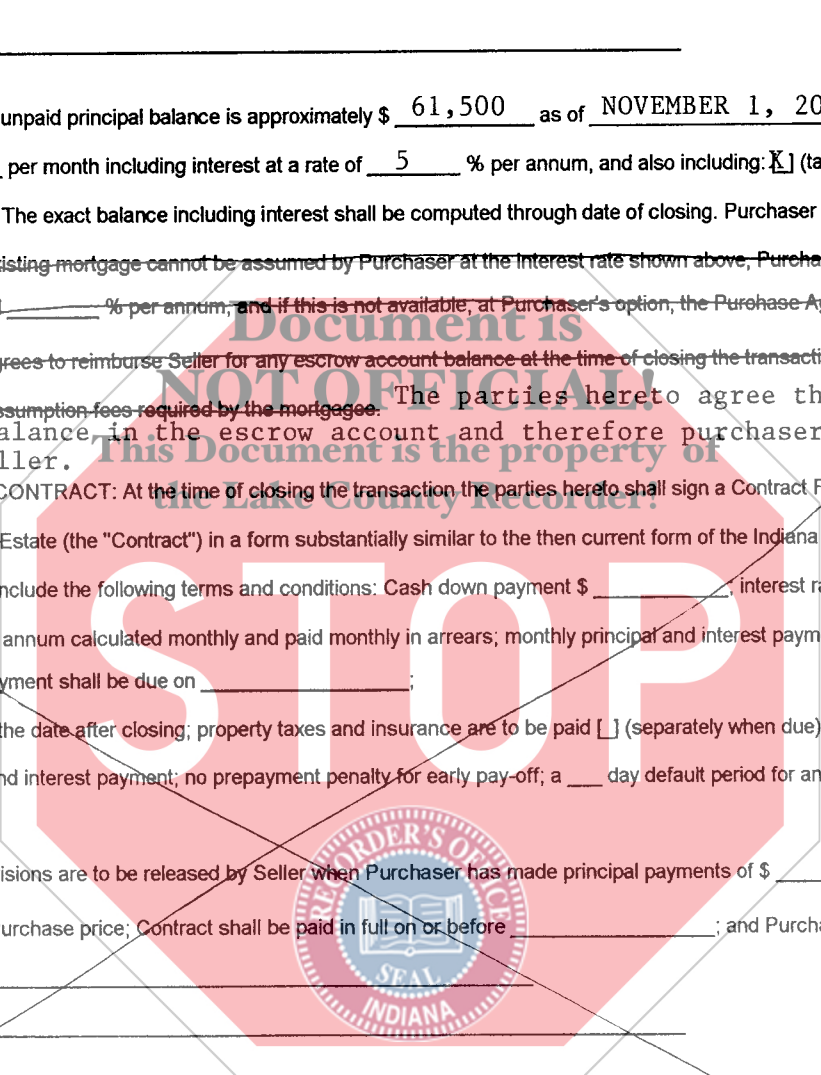 unpaid principal balance is approximately $ 61,500 as of NOVEMBER 1, 20
per month including interest at a rate of 5 % per annum, and also including: [X] (ta
The exact balance including interest shall be computed through date of closing. Purchaser
isting mortgage cannot be assumed by Purchaser at the interest rate shown above, Purcha
% per annum, and if this is not available, at Purchaser's option, the Purchase Ag
Document is
grees to reimburse Seller for any escrow account balance at the time of closing the transacti
NOT OFFICIAL!
ssumption fees required by the mortgagee. The parties hereto agree th
alance in the escrow account and therefore purchaser
This Document is the property of
ller.
CONTRACT: At the time of closing the transaction the parties hereto shall sign a Contract F
the Lake County Recorder!
Estate (the "Contract") in a form substantially similar to the then current form of the Indiana
nclude the following terms and conditions: Cash down payment $ ____________; interest ra
annum calculated monthly and paid monthly in arrears; monthly principal and interest paym
yment shall be due on ____________;
STOP
the date after closing; property taxes and insurance are to be paid [_] (separately when due)
nd interest payment; no prepayment penalty for early pay-off; a ___ day default period for an
RECORDER'S OFFICE
isions are to be released by Seller when Purchaser has made principal payments of $ ____
urchase price; Contract shall be paid in full on or before ____________; and Purcha
SEAL
INDIANA